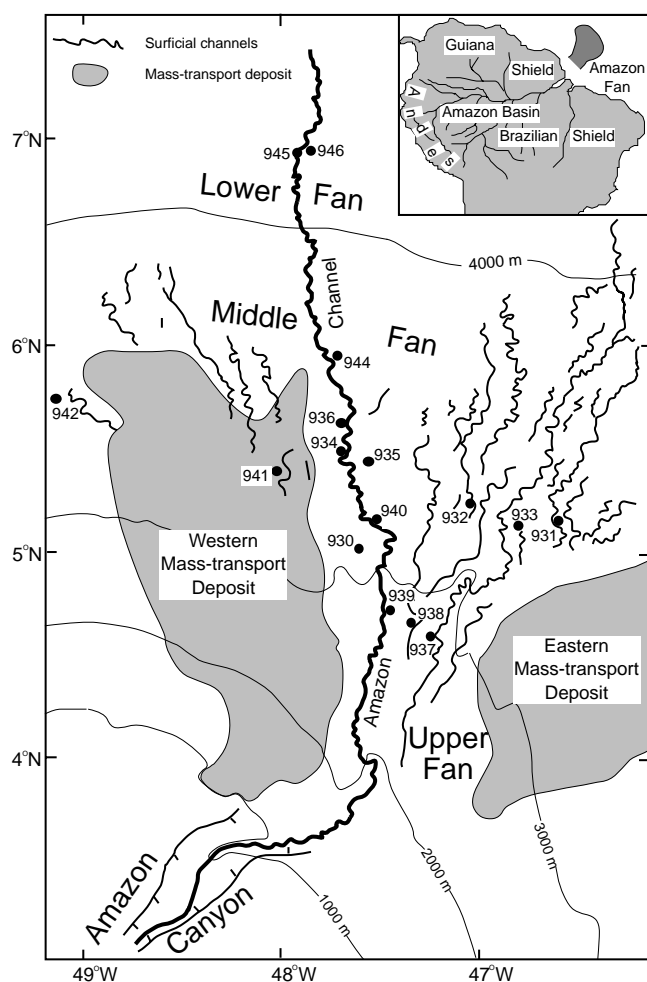 Surficial channels
Mass-transport deposit
Guiana
Shield
Amazon
Fan
Andes
Amazon Basin
Brazilian
Shield
7°N
945
946
Lower Fan
4000 m
Channel
Middle Fan
6°N
944
942
936
934
935
941
932
933
931
940
930
5°N
Western
Mass-transport
Deposit
939
938
937
Eastern
Mass-transport
Deposit
Amazon
Upper
Fan
4°N
3000 m
2000 m
1000 m
Amazon
Canyon
49°W
48°W
47°W